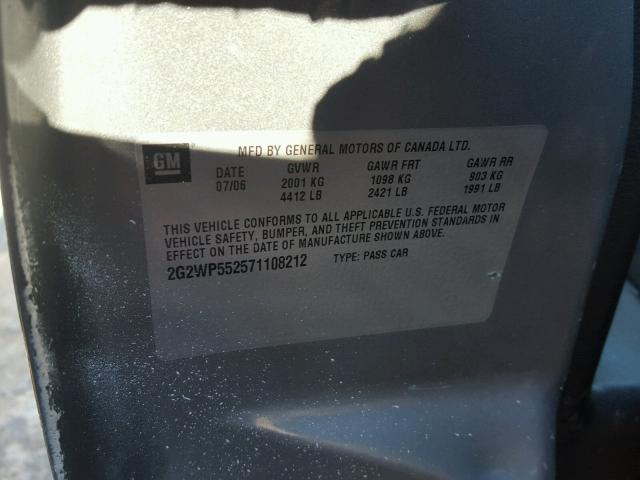 GM
MFD BY GENERAL MOTORS OF CANADA LTD.
DATE GVWR GAWR FRT GAWR RR
07/06 2001 KG 1098 KG 903 KG
4412 LB 2421 LB 1991 LB
THIS VEHICLE CONFORMS TO ALL APPLICABLE U.S. FEDERAL MOTOR
VEHICLE SAFETY, BUMPER, AND THEFT PREVENTION STANDARDS IN
EFFECT ON THE DATE OF MANUFACTURE SHOWN ABOVE.
2G2WP552571108212 TYPE: PASS CAR